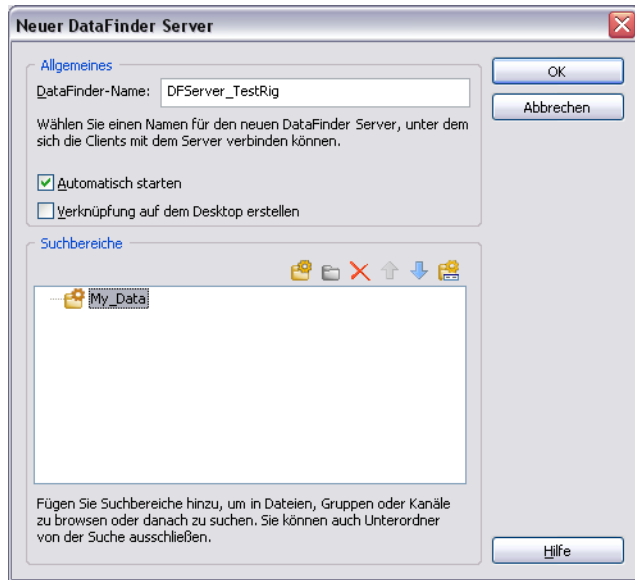 Neuer DataFinder Server
Allgemeines
DataFinder-Name: DFServer_TestRig
Wählen Sie einen Namen für den neuen DataFinder Server, unter dem
sich die Clients mit dem Server verbinden können.
Automatisch starten
Verknüpfung auf dem Desktop erstellen
OK
Abbrechen
Suchbereiche
My_Data
Fügen Sie Suchbereiche hinzu, um in Dateien, Gruppen oder Kanäle
zu browsen oder danach zu suchen. Sie können auch Unterordner
von der Suche ausschließen.
Hilfe